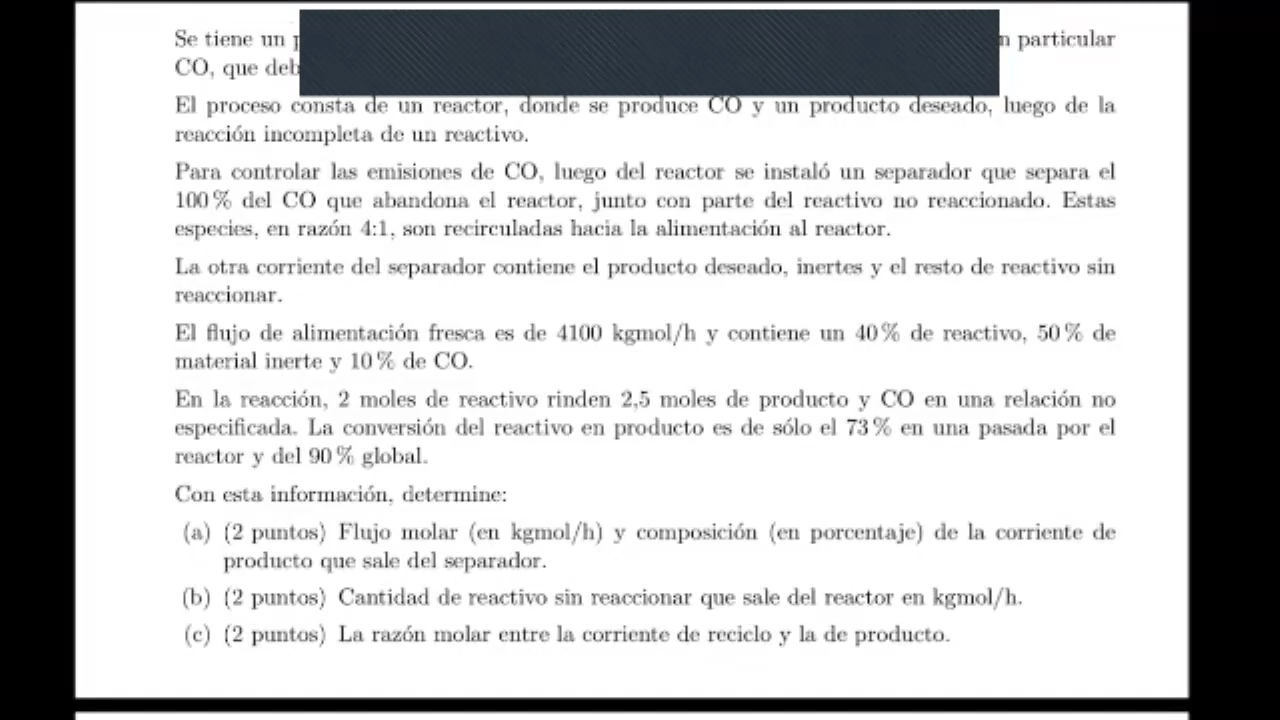 Se tiene un particular
CO, que
El proceso consta de un reactor, donde se produce CO y un producto deseado, luego de la
reacción incompleta de un reactivo.
Para controlar las emisiones de CO, luego del reactor se instaló un separador que separa el
100 % del CO que abandona el reactor, junto con parte del reactivo no reaccionado. Estas
especies, en razón 4:1, son recirculadas hacia la alimentación al reactor.
La otra corriente del separador contiene el producto deseado, inertes y el resto de reactivo sin
reaccionar.
El flujo de alimentación fresca es de 4100 kgmol/h y contiene un 40 % de reactivo, 50 % de
material inerte y 10 % de CO.
En la reacción, 2 moles de reactivo rinden 2,5 moles de producto y CO en una relación no
especificada. La conversión del reactivo en producto es de sólo el 73 % en una pasada por el
reactor y del 90 % global.
Con esta información, determine:
(a) (2 puntos) Flujo molar (en kgmol/h) y composición (en porcentaje) de la corriente de
producto que sale del separador.
(b) (2 puntos) Cantidad de reactivo sin reaccionar que sale del reactor en kgmol/h.
(c) (2 puntos) La razón molar entre la corriente de reciclo y la de producto.